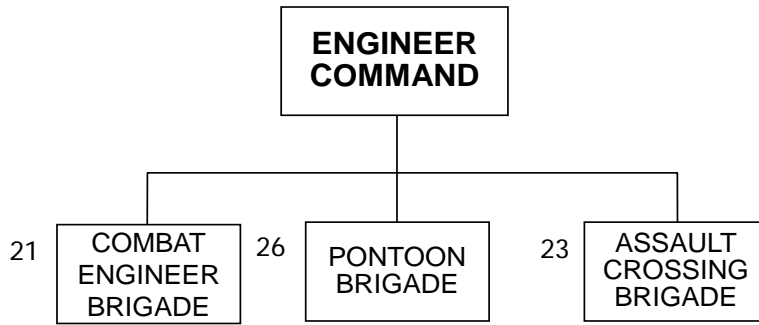 ENGINEER
COMMAND
21
COMBAT
ENGINEER
BRIGADE
26
PONTOON
BRIGADE
23
ASSAULT
CROSSING
BRIGADE